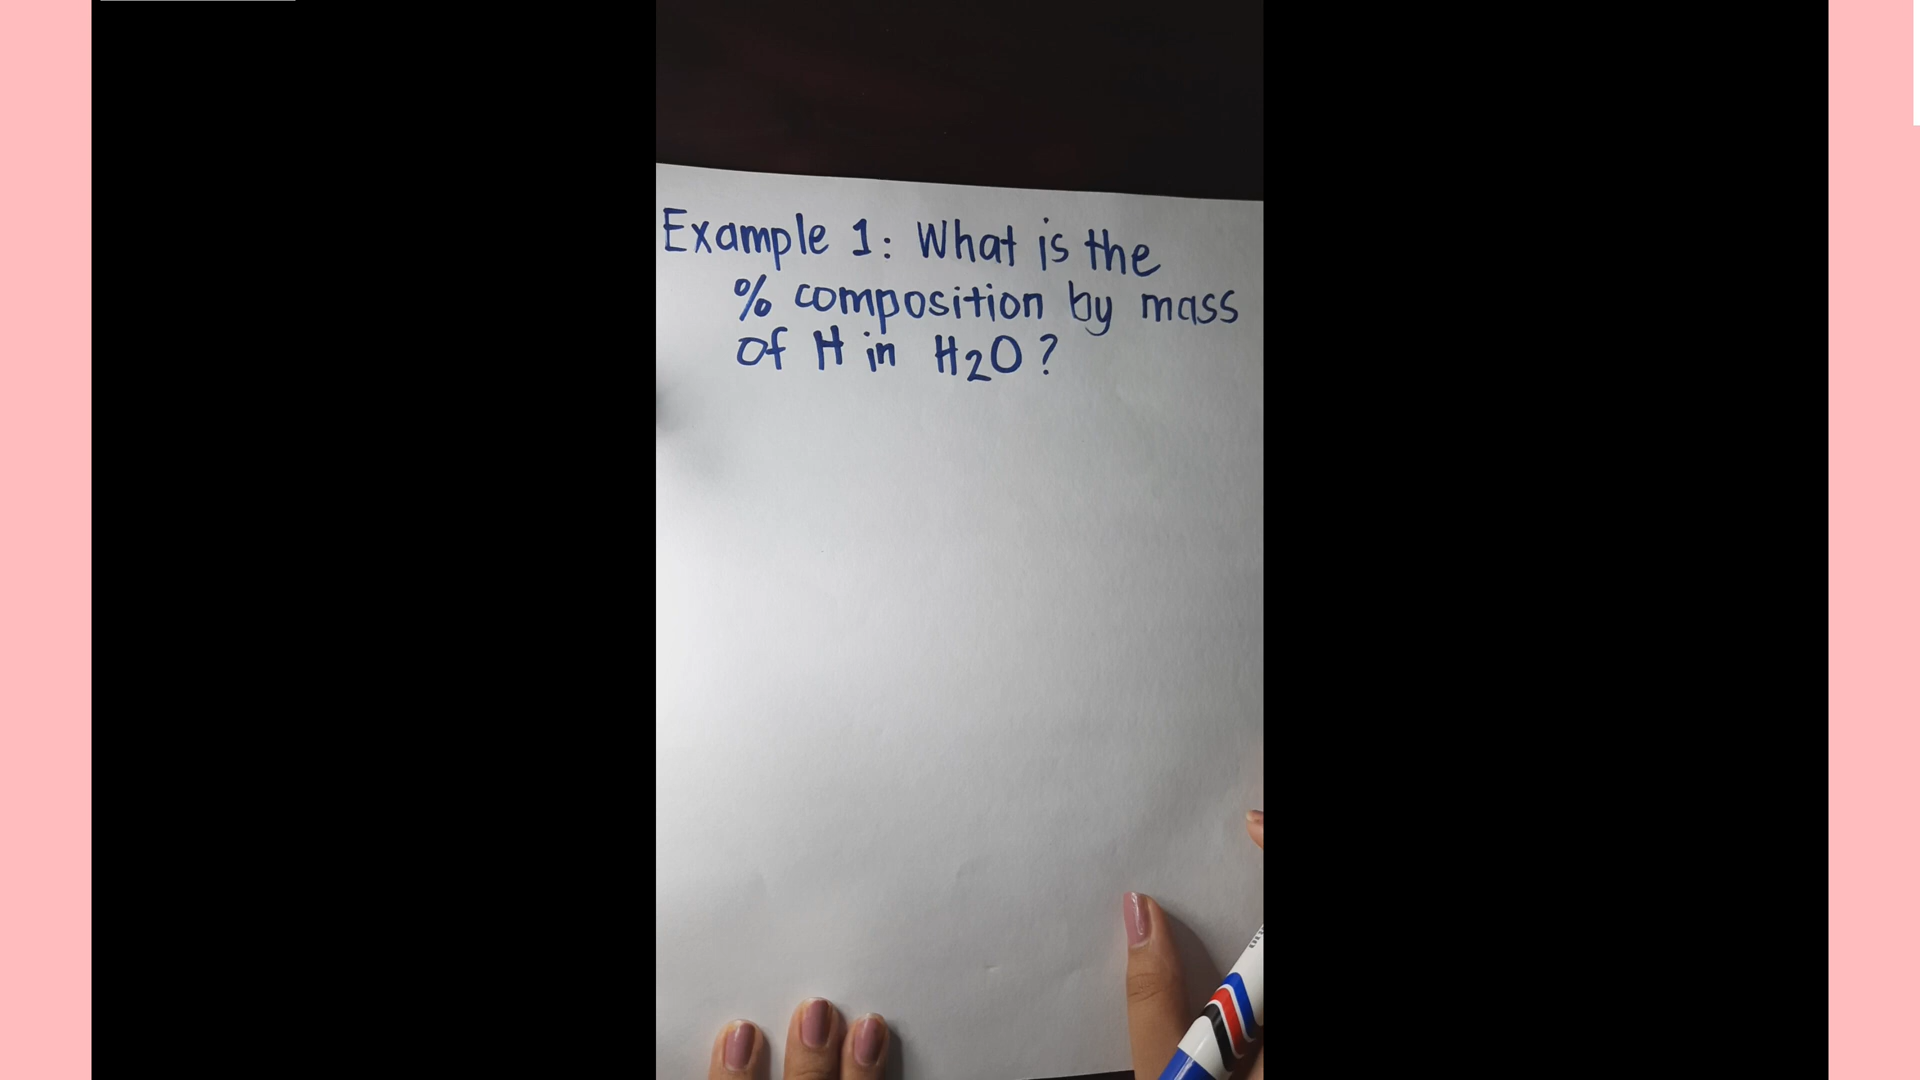 Example 1: What is the
% composition by mass
of H in H2O?